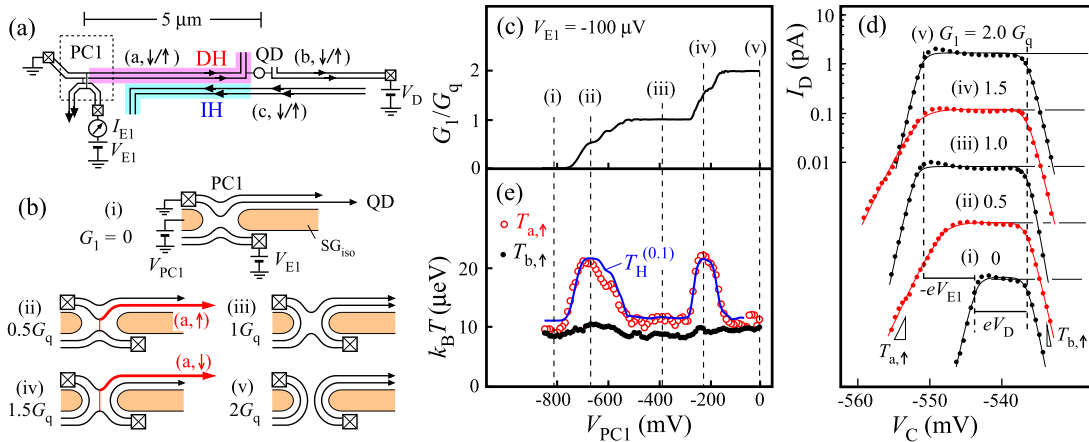 (a)
5 μm
PC1
(a, ↓/↑)
DH
QD
(b, ↓/↑)
IH
(c, ↓/↑)
I_E1
V_E1
V_D
(b)
(i)
G_1 = 0
PC1
QD
V_PC1
SG_iso
V_E1
(ii)
0.5G_q
(a,↑)
(iii)
1G_q
(iv)
1.5G_q
(a,↓)
(v)
2G_q
(c)
V_E1 = -100 μV
(i)
(ii)
(iii)
(iv)
(v)
G_1/G_q
2
1
0
(e)
T_a,↑
T_b,↑
T_H^(0.1)
k_BT (μeV)
20
10
0
-800
-600
-400
-200
0
V_PC1 (mV)
(d)
I_D (pA)
10
1
0.1
0.01
(v) G_1 = 2.0 G_q
(iv) 1.5
(iii) 1.0
(ii) 0.5
(i) 0
-eV_E1
eV_D
T_a,↑
T_b,↑
-560
-550
-540
V_C (mV)